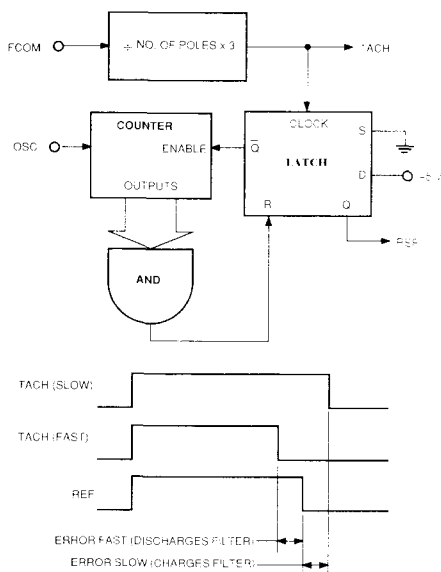 FCOM
÷ NO. OF POLES x 3
TACH
COUNTER
ENABLE
OUTPUTS
OSC
CLOCK
Q̅
LATCH
S
D
R
Q
REF
AND
TACH (SLOW)
TACH (FAST)
REF
ERROR FAST (DISCHARGES FILTER)
ERROR SLOW (CHARGES FILTER)